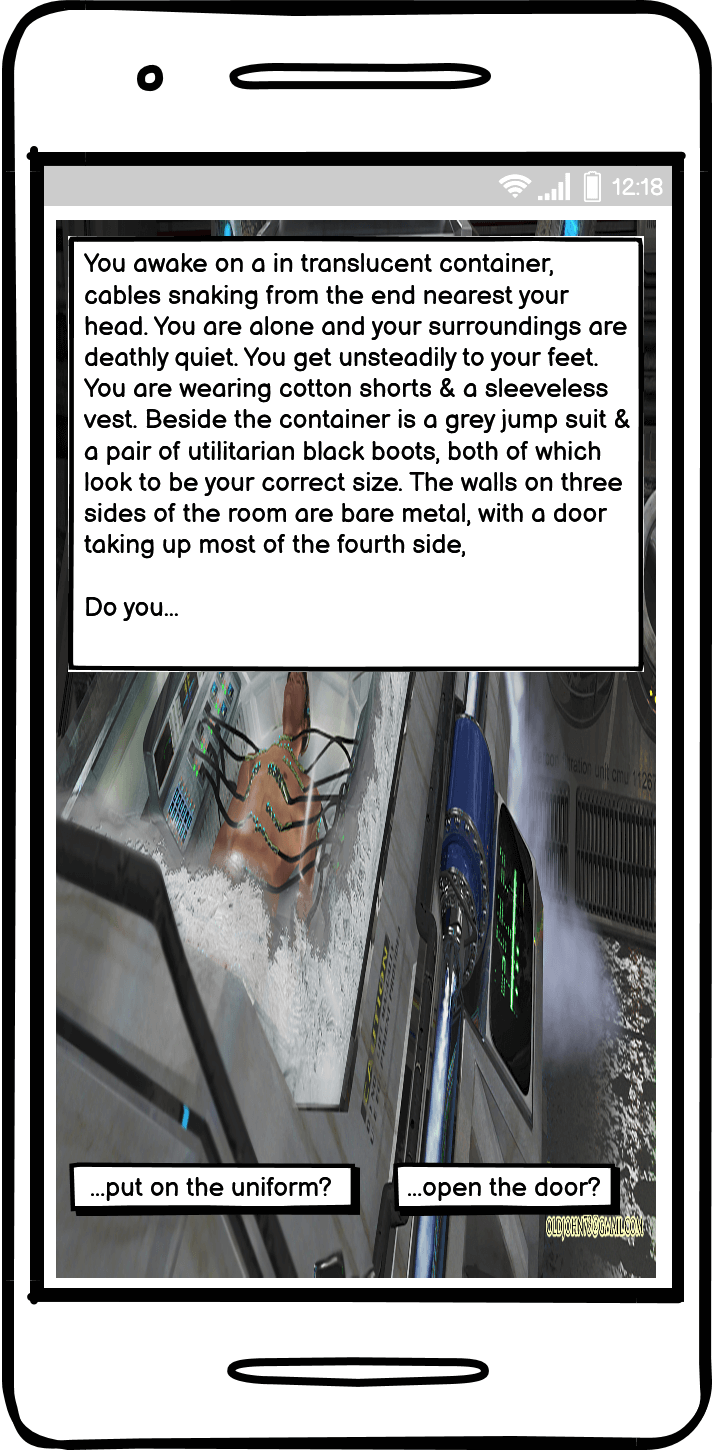 12:18
You awake on a in translucent container,
cables snaking from the end nearest your
head. You are alone and your surroundings are
deathly quiet. You get unsteadily to your feet.
You are wearing cotton shorts & a sleeveless
vest. Beside the container is a grey jump suit &
a pair of utilitarian black boots, both of which
look to be your correct size. The walls on three
sides of the room are bare metal, with a door
taking up most of the fourth side,
Do you...
unit cmu 1126
...put on the uniform?
...open the door?